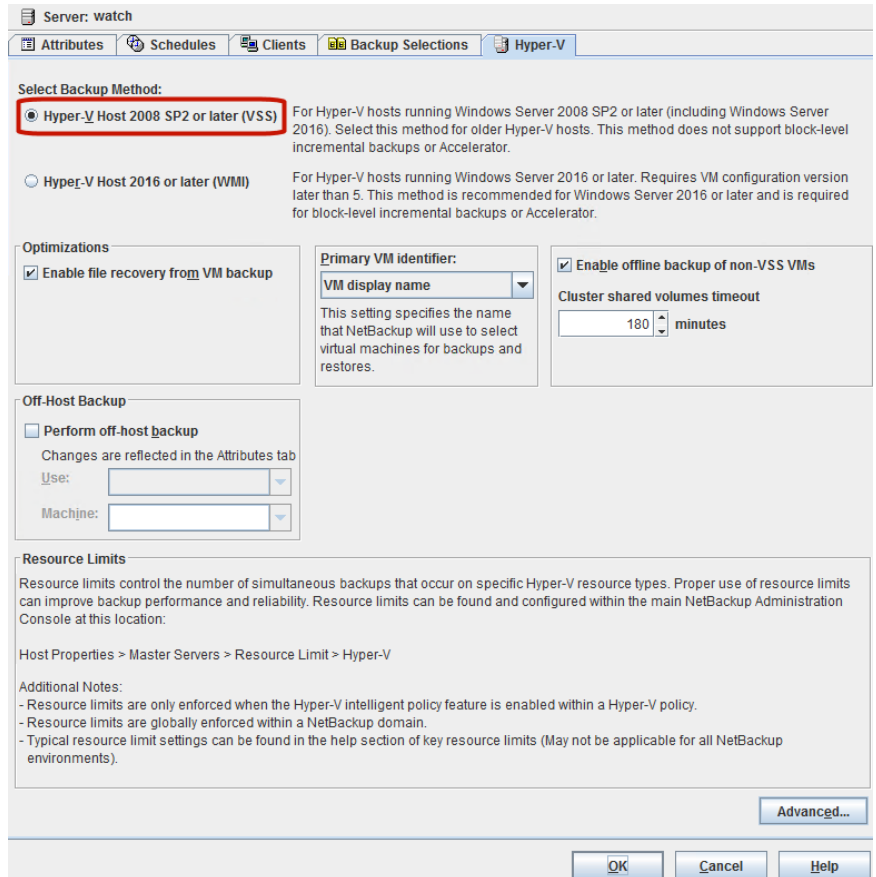 Server: watch
Attributes Schedules Clients Backup Selections Hyper-V
Select Backup Method:
Hyper-V Host 2008 SP2 or later (VSS)
For Hyper-V hosts running Windows Server 2008 SP2 or later (including Windows Server
2016). Select this method for older Hyper-V hosts. This method does not support block-level
incremental backups or Accelerator.
Hyper-V Host 2016 or later (WMI)
For Hyper-V hosts running Windows Server 2016 or later. Requires VM configuration version
later than 5. This method is recommended for Windows Server 2016 or later and is required
for block-level incremental backups or Accelerator.
Optimizations
Enable file recovery from VM backup
Primary VM identifier:
VM display name
This setting specifies the name
that NetBackup will use to select
virtual machines for backups and
restores.
Enable offline backup of non-VSS VMs
Cluster shared volumes timeout
180 minutes
Off-Host Backup
Perform off-host backup
Changes are reflected in the Attributes tab
Use:
Machine:
Resource Limits
Resource limits control the number of simultaneous backups that occur on specific Hyper-V resource types. Proper use of resource limits
can improve backup performance and reliability. Resource limits can be found and configured within the main NetBackup Administration
Console at this location:
Host Properties > Master Servers > Resource Limit > Hyper-V
Additional Notes:
- Resource limits are only enforced when the Hyper-V intelligent policy feature is enabled within a Hyper-V policy.
- Resource limits are globally enforced within a NetBackup domain.
- Typical resource limit settings can be found in the help section of key resource limits (May not be applicable for all NetBackup
environments).
Advanced...
OK Cancel Help